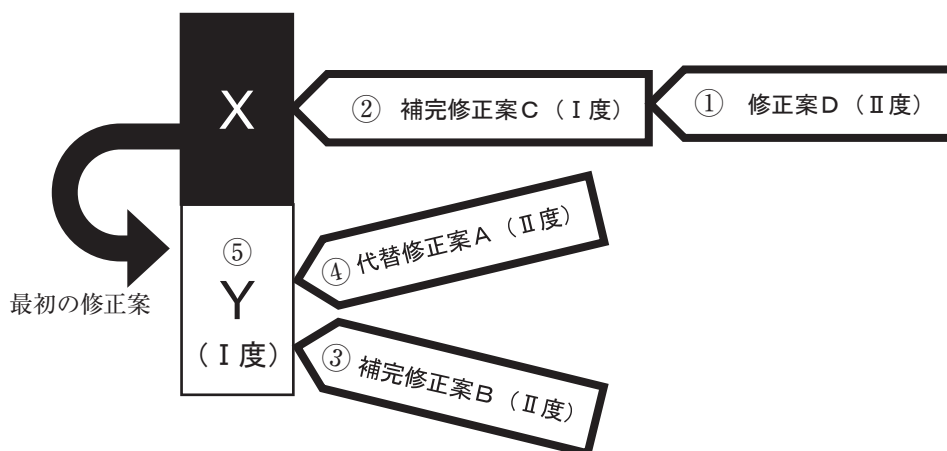 X
② 補完修正案C（Ⅰ度）
① 修正案D（Ⅱ度）
④ 代替修正案A（Ⅱ度）
⑤
Y
（Ⅰ度）
最初の修正案
③ 補完修正案B（Ⅱ度）